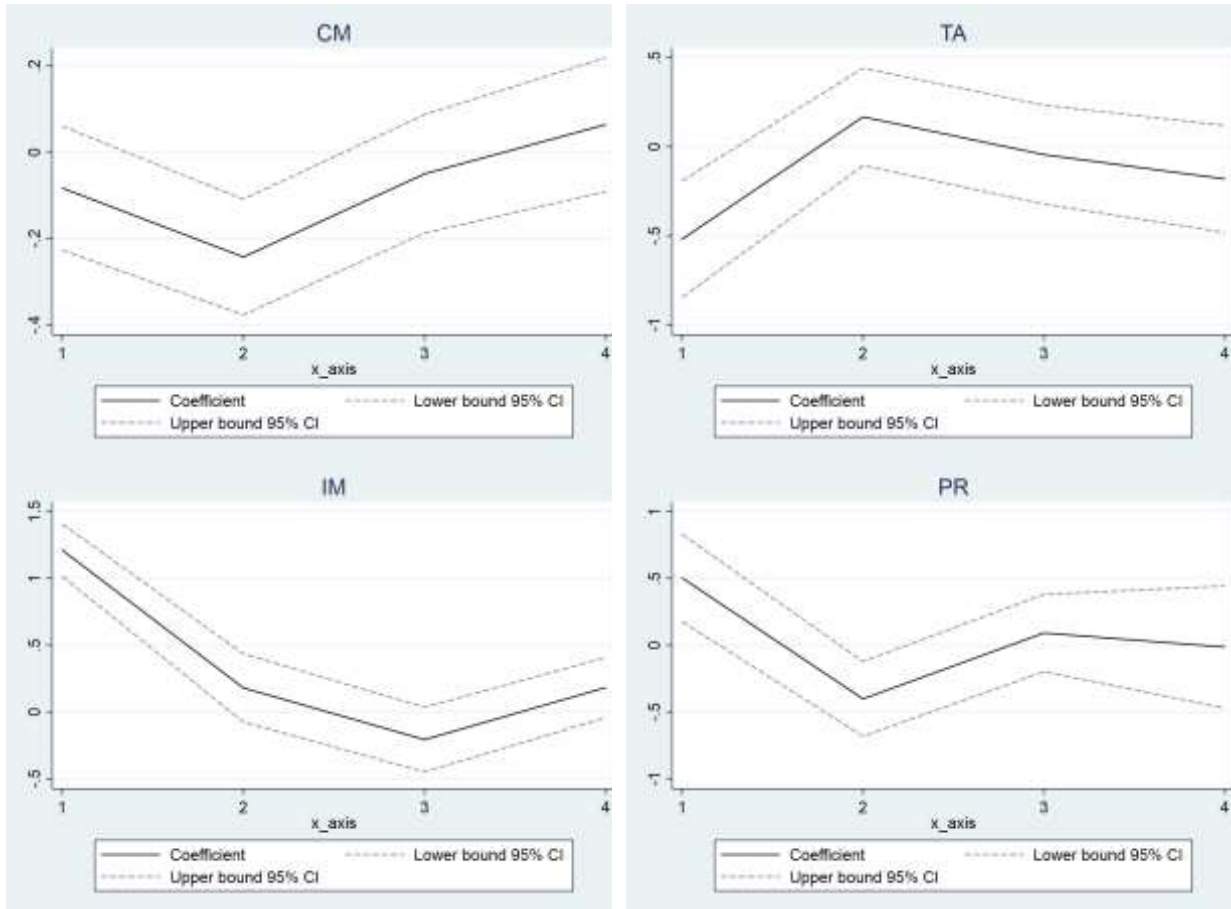 CM
.2
0
-.2
-.4
1 2 3 4
x_axis
Coefficient Lower bound 95% CI
Upper bound 95% CI
TA
.5
0
-.5
-1
1 2 3 4
x_axis
Coefficient Lower bound 95% CI
Upper bound 95% CI
IM
1.5
1
.5
0
-.5
1 2 3 4
x_axis
Coefficient Lower bound 95% CI
Upper bound 95% CI
PR
1
.5
0
-.5
-1
1 2 3 4
x_axis
Coefficient Lower bound 95% CI
Upper bound 95% CI